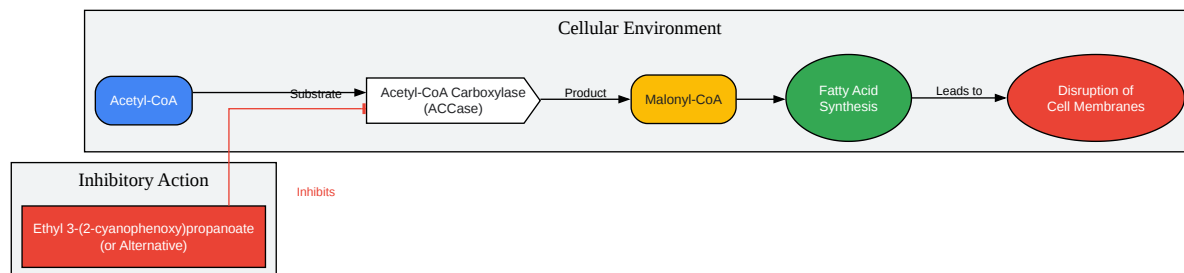 Cellular Environment
Acetyl-CoA
Substrate
Acetyl-CoA Carboxylase
(ACCase)
Product
Malonyl-CoA
Fatty Acid
Synthesis
Leads to
Disruption of
Cell Membranes
Inhibitory Action
Inhibits
Ethyl 3-(2-cyanophenoxy)propanoate
(or Alternative)